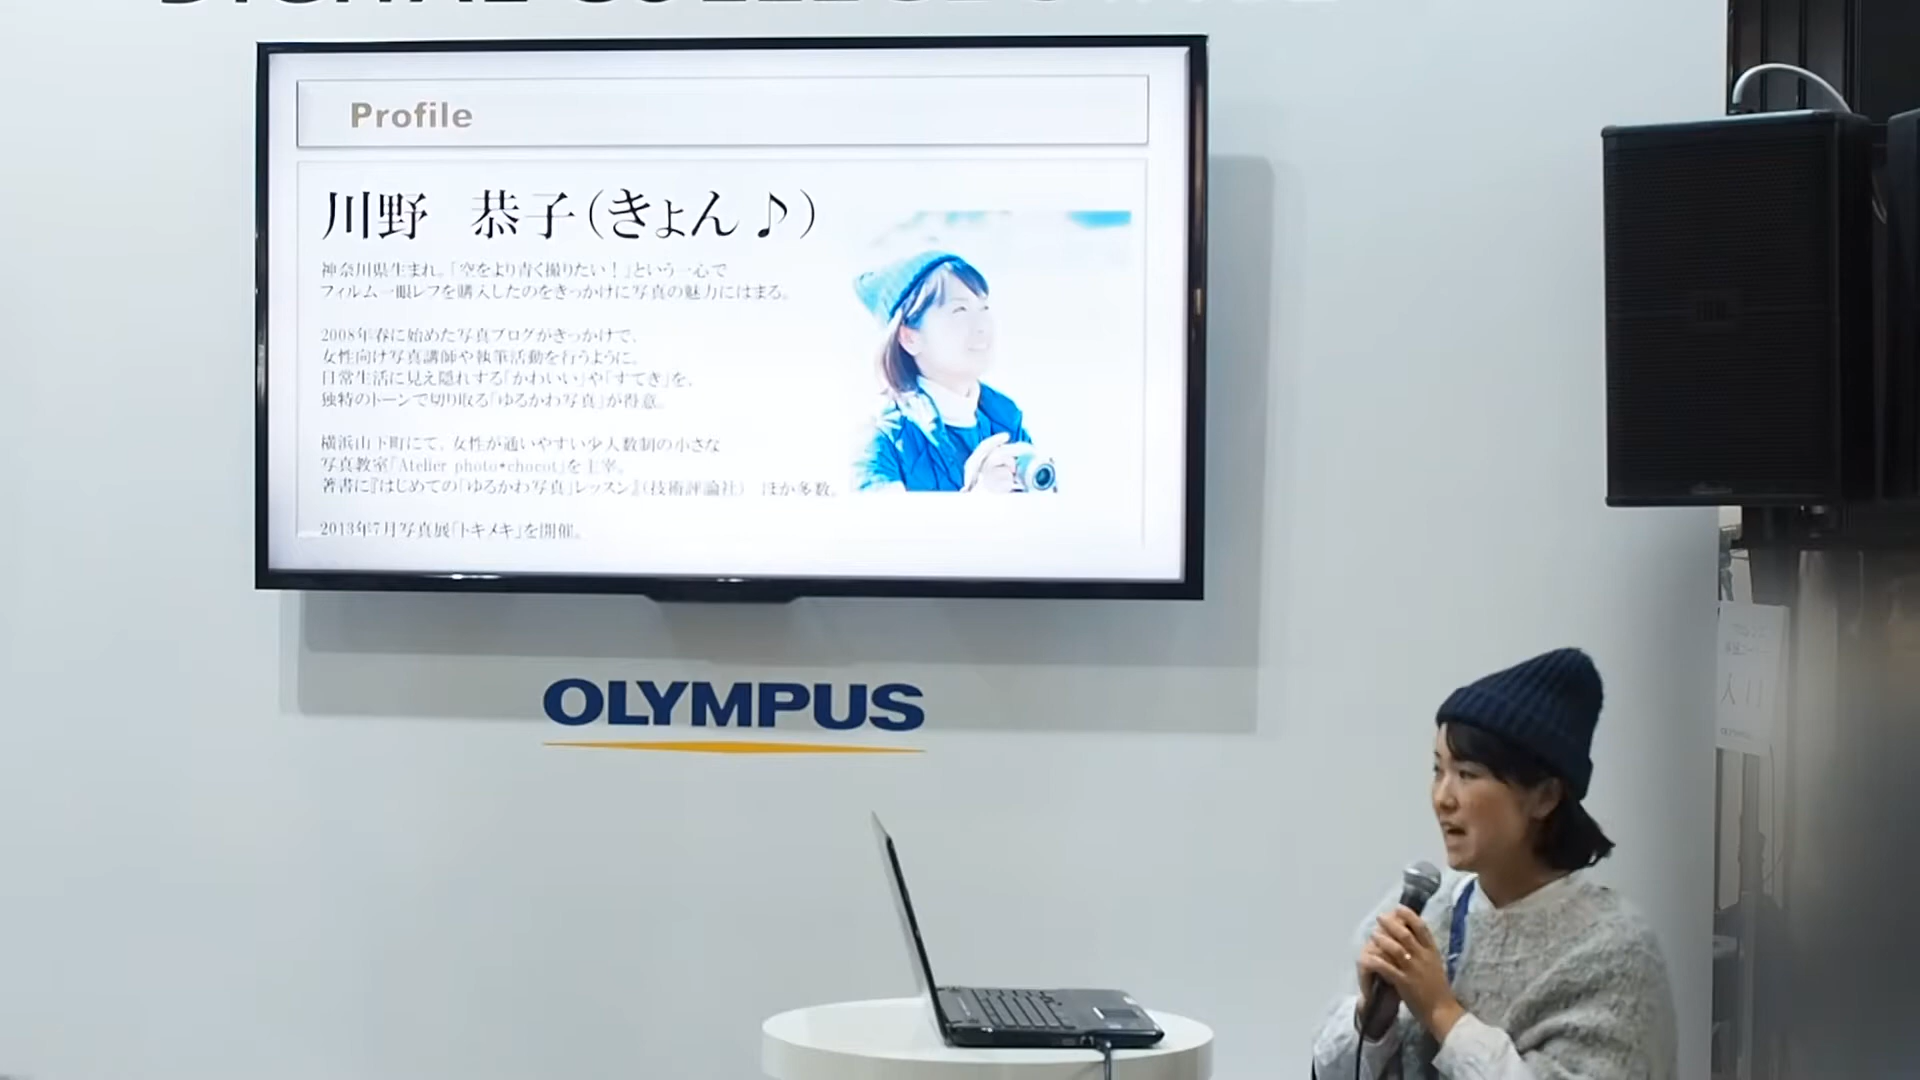 Profile
川野 恭子(きょん♪)
神奈川県生まれ。「空をより青く撮りたい！」という一心で
フィルム一眼レフを購入したのをきっかけに写真の魅力にはまる。
2008年春に始めた写真ブログがきっかけで、
女性向け写真講師や執筆活動を行うように。
日常生活に見え隠れする「かわいい」や「すてき」を、
独特のトーンで切り取る「ゆるかわ写真」が得意。
横浜山下町にて、女性が通いやすい少人数制の小さな
写真教室「Atelier photo*chocot」を主宰。
著書に『はじめての「ゆるかわ写真」レッスン』(技術評論社) ほか多数。
2013年7月写真展「トキメキ」を開催。
OLYMPUS
入口